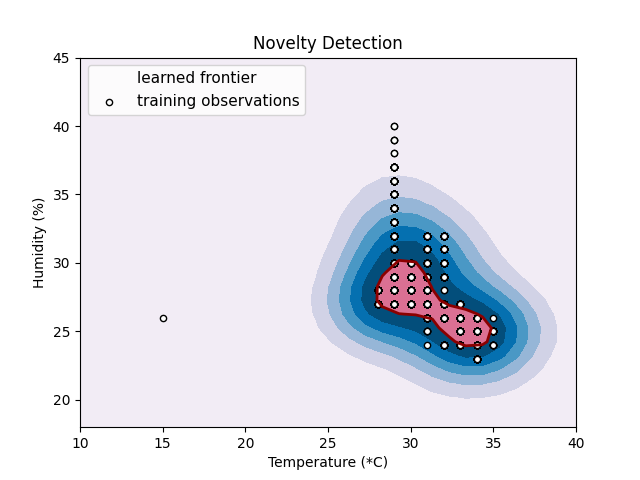 Novelty Detection
learned frontier
training observations
45
40
35
30
25
20
Humidity (%)
10
15
20
25
30
35
40
Temperature (*C)